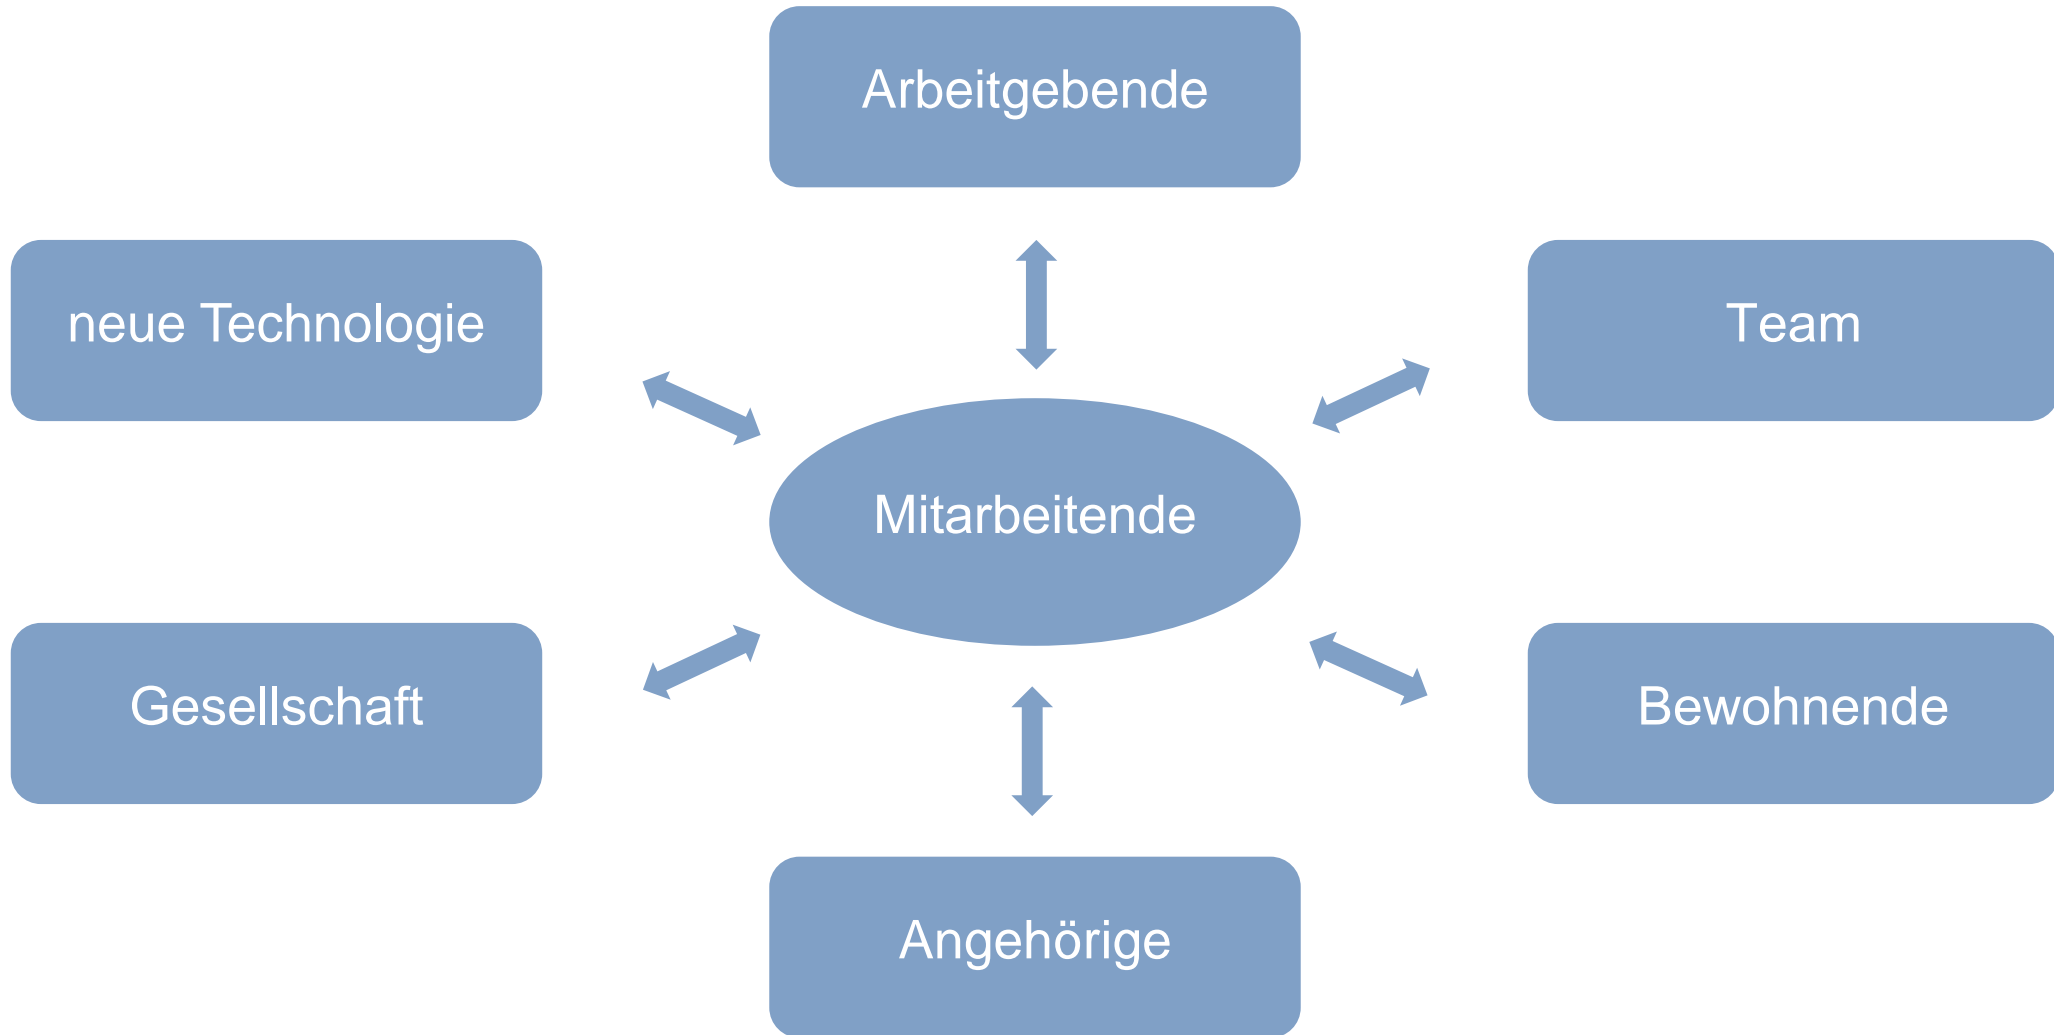 Arbeitgebende
neue Technologie
Team
Mitarbeitende
Gesellschaft
Bewohnende
Angehörige